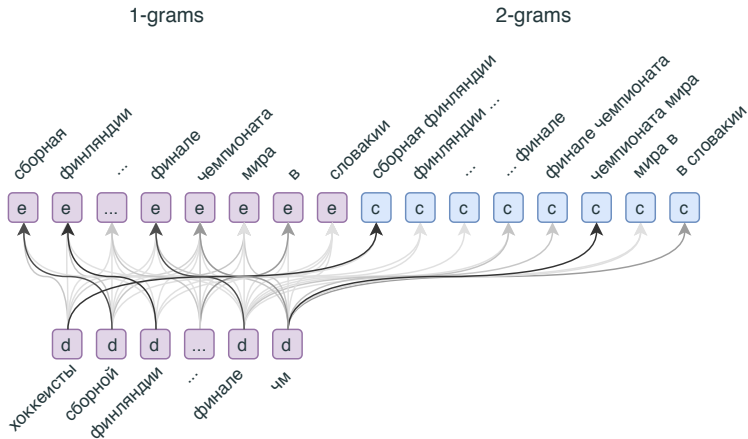 1-grams
2-grams
сборная
финляндии
...
финале
чемпионата
мира
в
словакии
сборная финляндии
финляндии ...
...
... финале
финале чемпионата
чемпионата мира
мира в
в словакии
e e ... e e e e e c c c c c c c c
d d d ... d d
хоккеисты
сборной
финляндии
...
финале
чм